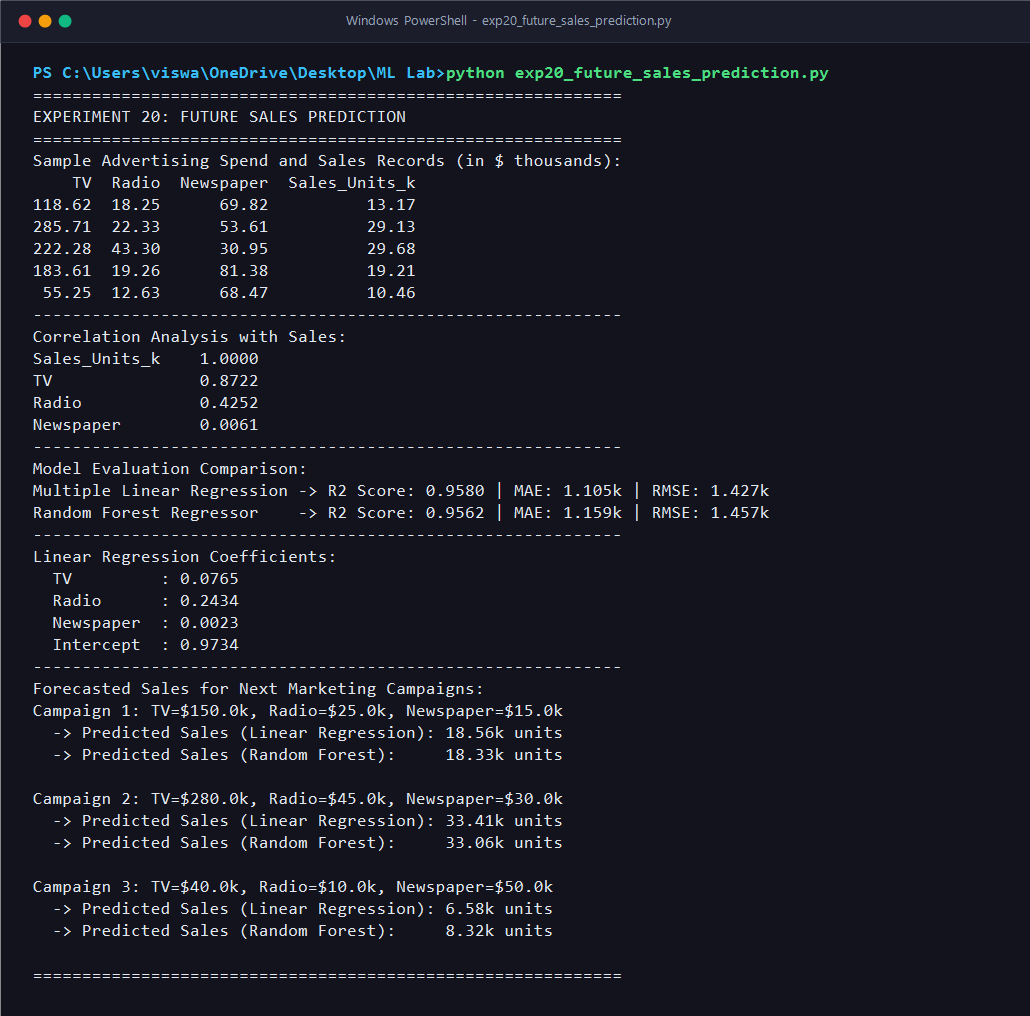 Windows PowerShell - exp20_future_sales_prediction.py
PS C:\Users\viswa\OneDrive\Desktop\ML Lab>python exp20_future_sales_prediction.py
============================================================
EXPERIMENT 20: FUTURE SALES PREDICTION
============================================================
Sample Advertising Spend and Sales Records (in $ thousands):
    TV  Radio  Newspaper  Sales_Units_k
118.62  18.25      69.82          13.17
285.71  22.33      53.61          29.13
222.28  43.30      30.95          29.68
183.61  19.26      81.38          19.21
 55.25  12.63      68.47          10.46
------------------------------------------------------------
Correlation Analysis with Sales:
Sales_Units_k    1.0000
TV               0.8722
Radio            0.4252
Newspaper        0.0061
------------------------------------------------------------
Model Evaluation Comparison:
Multiple Linear Regression -> R2 Score: 0.9580 | MAE: 1.105k | RMSE: 1.427k
Random Forest Regressor    -> R2 Score: 0.9562 | MAE: 1.159k | RMSE: 1.457k
------------------------------------------------------------
Linear Regression Coefficients:
  TV         : 0.0765
  Radio      : 0.2434
  Newspaper  : 0.0023
  Intercept  : 0.9734
------------------------------------------------------------
Forecasted Sales for Next Marketing Campaigns:
Campaign 1: TV=$150.0k, Radio=$25.0k, Newspaper=$15.0k
  -> Predicted Sales (Linear Regression): 18.56k units
  -> Predicted Sales (Random Forest):     18.33k units
Campaign 2: TV=$280.0k, Radio=$45.0k, Newspaper=$30.0k
  -> Predicted Sales (Linear Regression): 33.41k units
  -> Predicted Sales (Random Forest):     33.06k units
Campaign 3: TV=$40.0k, Radio=$10.0k, Newspaper=$50.0k
  -> Predicted Sales (Linear Regression): 6.58k units
  -> Predicted Sales (Random Forest):     8.32k units
============================================================